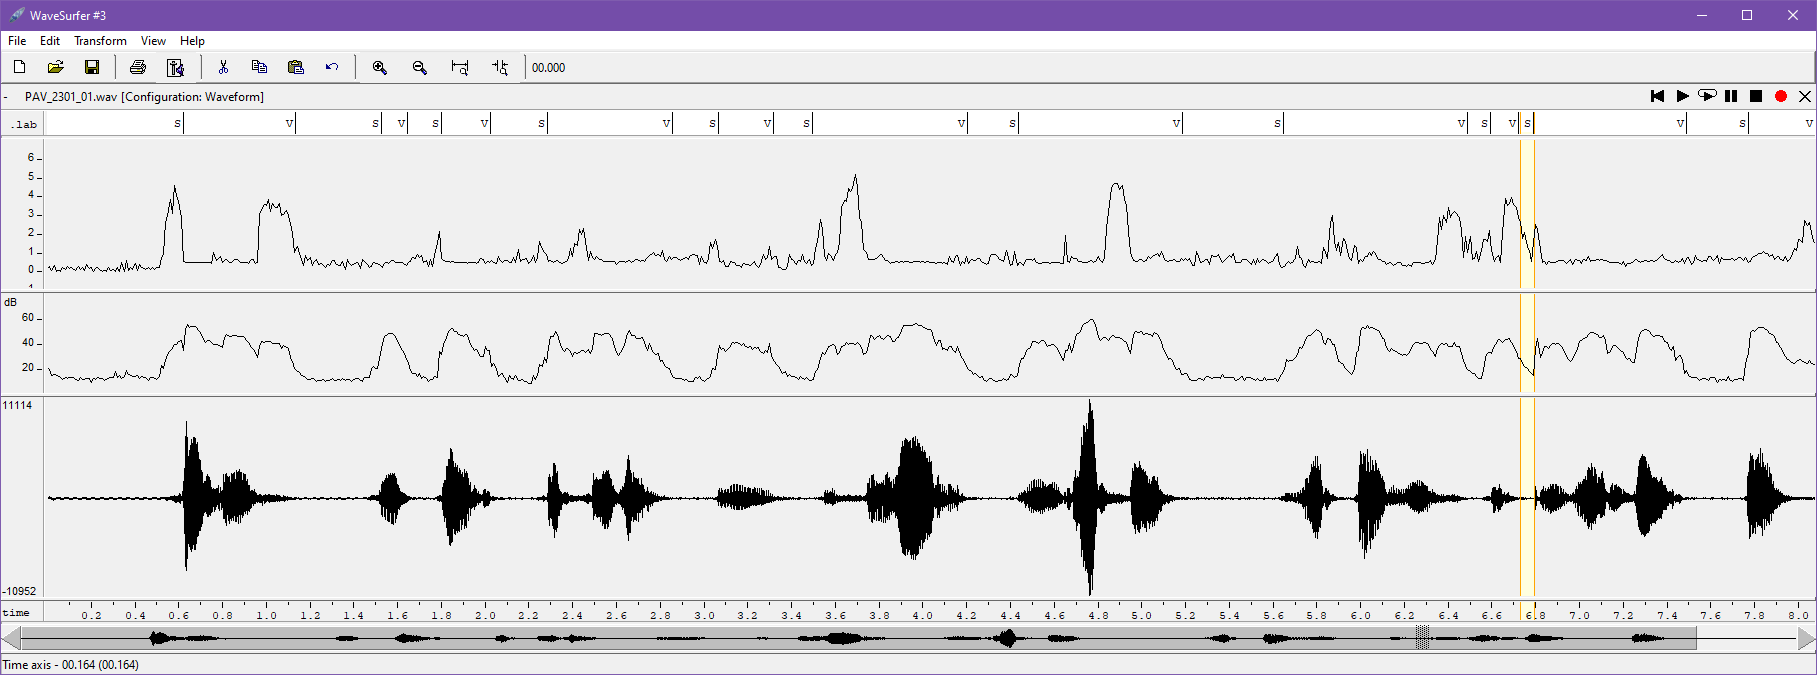 WaveSurfer #3
File Edit Transform View Help
00.000
- PAV_2301_01.wav [Configuration: Waveform]
.lab S V S V S V S V S V S V S V S V S V S V S V
6
5
4
3
2
1
0
1
dB
60
40
20
11114
-10952
time 0.2 0.4 0.6 0.8 1.0 1.2 1.4 1.6 1.8 2.0 2.2 2.4 2.6 2.8 3.0 3.2 3.4 3.6 3.8 4.0 4.2 4.4 4.6 4.8 5.0 5.2 5.4 5.6 5.8 6.0 6.2 6.4 6.6 6.8 7.0 7.2 7.4 7.6 7.8 8.0
Time axis - 00.164 (00.164)